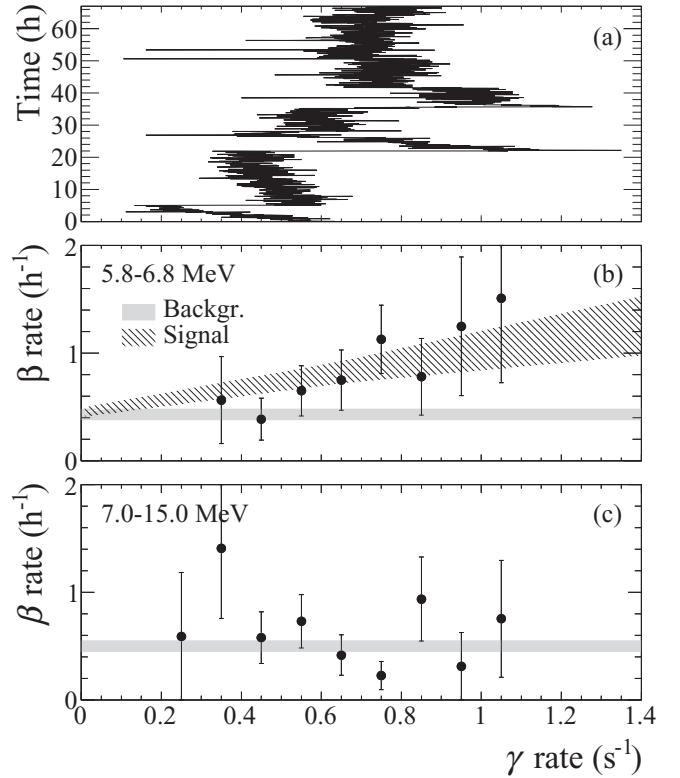 60
50
40
30
20
10
0
Time (h)
(a)
2
1
0
β rate (h⁻¹)
5.8-6.8 MeV
(b)
Backgr.
Signal
2
1
0
β rate (h⁻¹)
7.0-15.0 MeV
(c)
0 0.2 0.4 0.6 0.8 1 1.2 1.4
γ rate (s⁻¹)